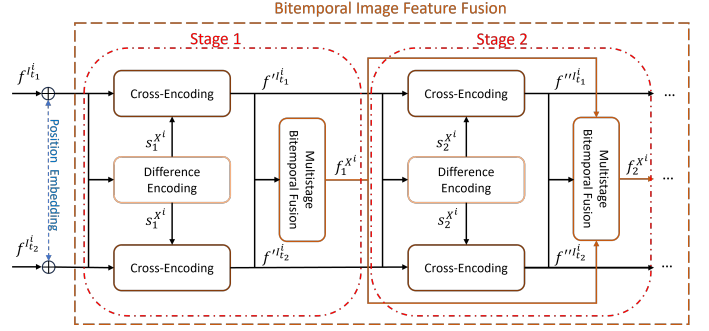 Bitemporal Image Feature Fusion
Stage 1
Stage 2
f^{I_{t_1}^i}
Cross-Encoding
f'^{I_{t_1}^i}
Cross-Encoding
f''^{I_{t_1}^i}
...
s_1^{X^i}
s_2^{X^i}
Position Embedding
Difference
Encoding
Multistage
Bitemporal Fusion
f_1^{X^i}
Difference
Encoding
Multistage
Bitemporal Fusion
f_2^{X^i}
...
s_1^{X^i}
s_2^{X^i}
f^{I_{t_2}^i}
Cross-Encoding
f'^{I_{t_2}^i}
Cross-Encoding
f''^{I_{t_2}^i}
...